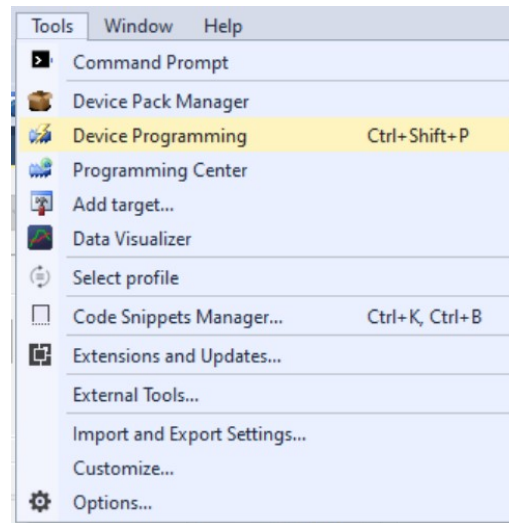 Tools Window Help
Command Prompt
Device Pack Manager
Device Programming Ctrl+Shift+P
Programming Center
Add target...
Data Visualizer
Select profile
Code Snippets Manager... Ctrl+K, Ctrl+B
Extensions and Updates...
External Tools...
Import and Export Settings...
Customize...
Options...